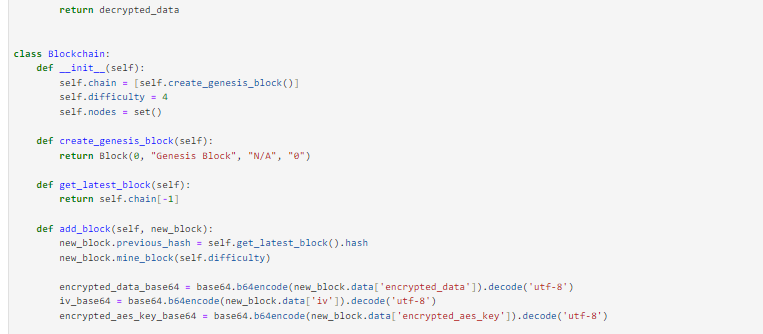 return decrypted_data
class Blockchain:
    def __init__(self):
        self.chain = [self.create_genesis_block()]
        self.difficulty = 4
        self.nodes = set()
    def create_genesis_block(self):
        return Block(0, "Genesis Block", "N/A", "0")
    def get_latest_block(self):
        return self.chain[-1]
    def add_block(self, new_block):
        new_block.previous_hash = self.get_latest_block().hash
        new_block.mine_block(self.difficulty)
        encrypted_data_base64 = base64.b64encode(new_block.data['encrypted_data']).decode('utf-8')
        iv_base64 = base64.b64encode(new_block.data['iv']).decode('utf-8')
        encrypted_aes_key_base64 = base64.b64encode(new_block.data['encrypted_aes_key']).decode('utf-8')